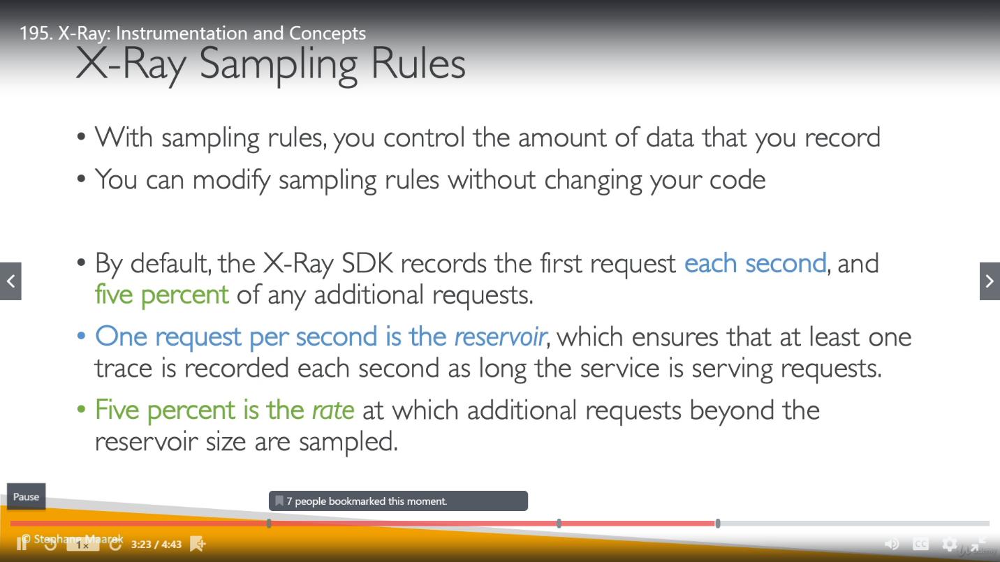 195. X-Ray: Instrumentation and Concepts
X-Ray Sampling Rules
• With sampling rules, you control the amount of data that you record
• You can modify sampling rules without changing your code
• By default, the X-Ray SDK records the first request each second, and
five percent of any additional requests.
• One request per second is the reservoir, which ensures that at least one
trace is recorded each second as long the service is serving requests.
• Five percent is the rate at which additional requests beyond the
reservoir size are sampled.
Pause
7 people bookmarked this moment.
© Stephane Maarek
1x
3:23 / 4:43
CC
Udemy